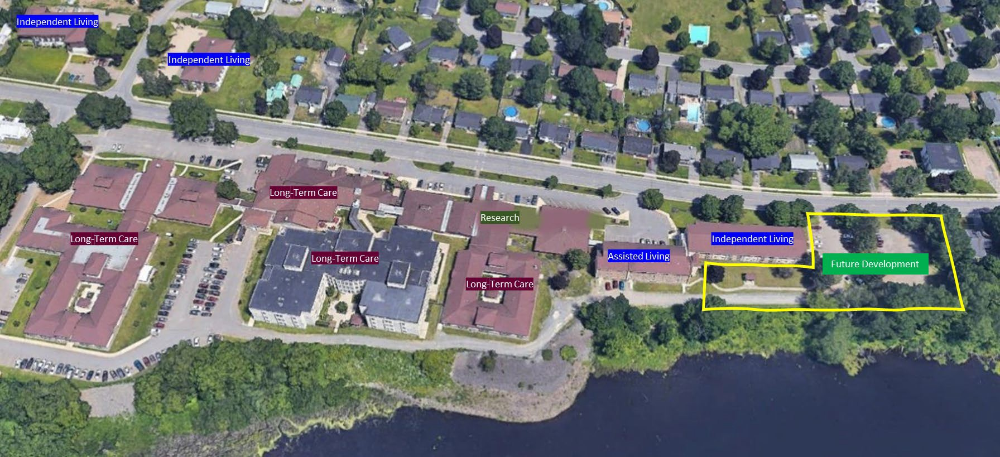 Independent Living
Independent Living
Long-Term Care
Research
Long-Term Care
Independent Living
Assisted Living
Long-Term Care
Future Development
Long-Term Care